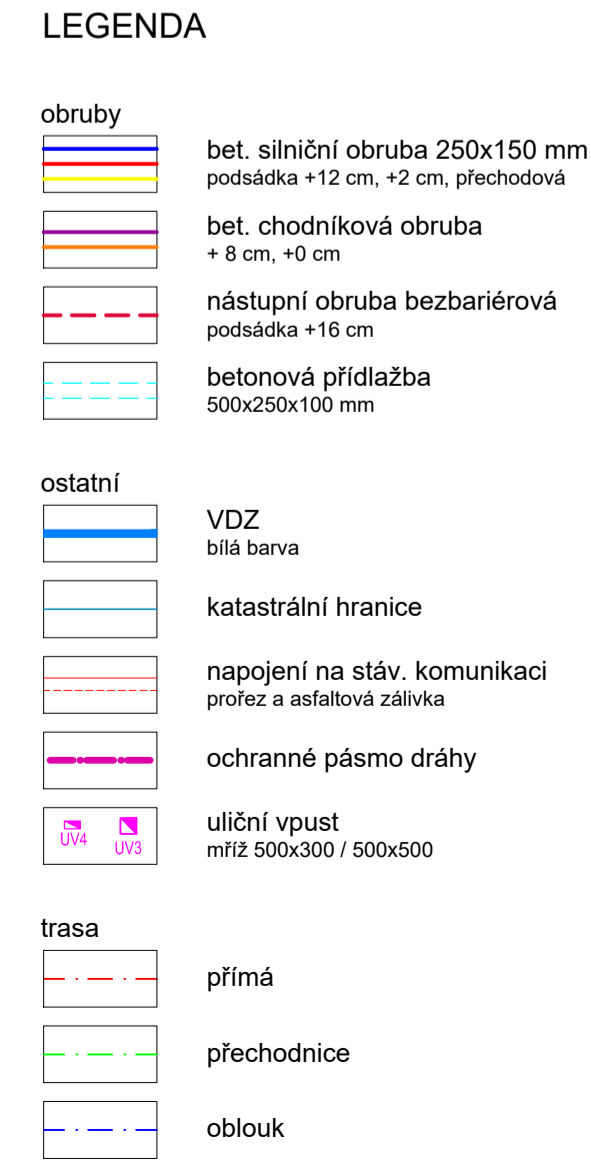 LEGENDA
obruby
bet. silniční obruba 250x150 mm
podsádka +12 cm, +2 cm, přechodová
bet. chodníková obruba
+ 8 cm, +0 cm
nástupní obruba bezbariérová
podsádka +16 cm
betonová přídlažba
500x250x100 mm
ostatní
VDZ
bílá barva
katastrální hranice
napojení na stáv. komunikaci
prořez a asfaltová zálivka
ochranné pásmo dráhy
UV4 UV3
uliční vpust
mříž 500x300 / 500x500
trasa
přímá
přechodnice
oblouk